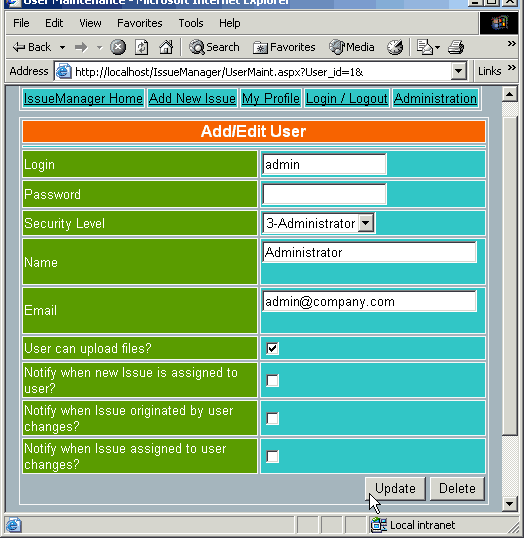 User Maintenance - Microsoft Internet Explorer
File Edit View Favorites Tools Help
Back Search Favorites Media
Address http://localhost/IssueManager/UserMaint.aspx?User_id=1& Links
IssueManager Home Add New Issue My Profile Login / Logout Administration
Add/Edit User
Login admin
Password
Security Level 3-Administrator
Name Administrator
Email admin@company.com
User can upload files?
Notify when new Issue is assigned to
user?
Notify when Issue originated by user
changes?
Notify when Issue assigned to user
changes?
Update Delete
Local intranet